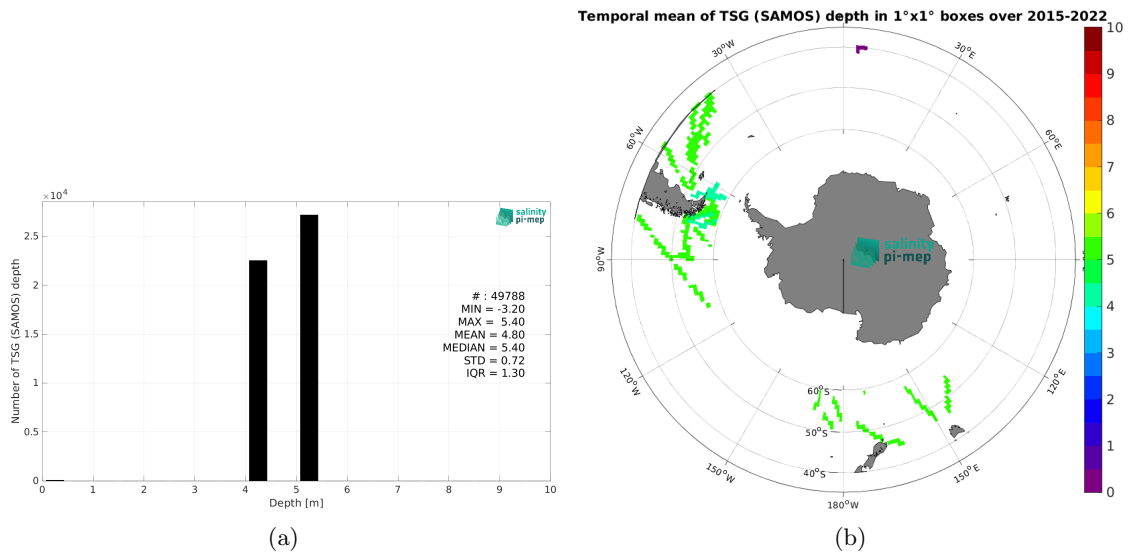 ×10⁴
2.5
2
1.5
1
0.5
0
0 1 2 3 4 5 6 7 8 9 10
Number of TSG (SAMOS) depth
Depth [m]
salinity
pi-mep
# : 49788
MIN = -3.20
MAX = 5.40
MEAN = 4.80
MEDIAN = 5.40
STD = 0.72
IQR = 1.30
(a)
Temporal mean of TSG (SAMOS) depth in 1°x1° boxes over 2015-2022
30°W
30°E
60°W
60°E
90°W
120°W
120°E
150°W
150°E
180°W
60°S
50°S
40°S
salinity
pi-mep
10
9
8
7
6
5
4
3
2
1
0
(b)